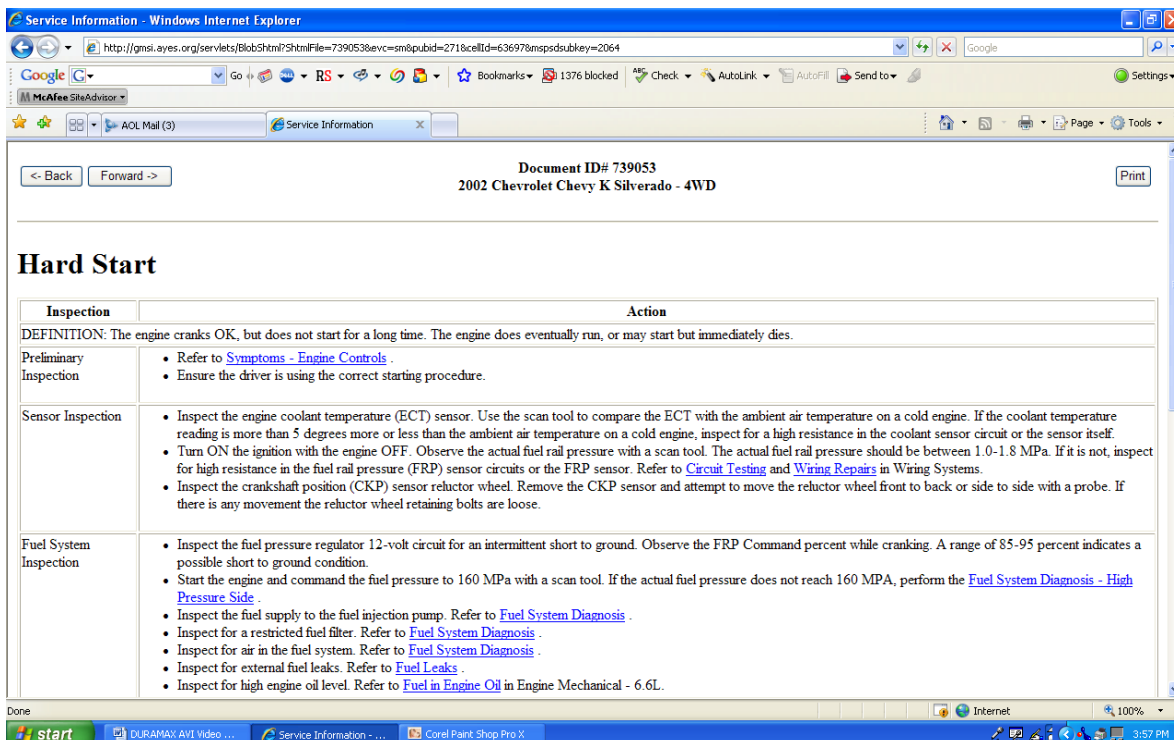 Service Information - Windows Internet Explorer
http://gmsi.ayes.org/servlets/BlobShtml?ShtmlFile=739053&evc=sm&pubid=271&cellId=63697&mspsdsubkey=2064
Google
Google G
Go
RS
Bookmarks
1376 blocked
ABC Check
AutoLink
AutoFill
Send to
Settings
M McAfee SiteAdvisor
AOL Mail (3)
Service Information
x
Page
Tools
<- Back
Forward ->
Document ID# 739053
2002 Chevrolet Chevy K Silverado - 4WD
Print
Hard Start
Inspection
Action
DEFINITION: The engine cranks OK, but does not start for a long time. The engine does eventually run, or may start but immediately dies.
Preliminary
Inspection
• Refer to Symptoms - Engine Controls .
• Ensure the driver is using the correct starting procedure.
Sensor Inspection
• Inspect the engine coolant temperature (ECT) sensor. Use the scan tool to compare the ECT with the ambient air temperature on a cold engine. If the coolant temperature
reading is more than 5 degrees more or less than the ambient air temperature on a cold engine, inspect for a high resistance in the coolant sensor circuit or the sensor itself.
• Turn ON the ignition with the engine OFF. Observe the actual fuel rail pressure with a scan tool. The actual fuel rail pressure should be between 1.0-1.8 MPa. If it is not, inspect
for high resistance in the fuel rail pressure (FRP) sensor circuits or the FRP sensor. Refer to Circuit Testing and Wiring Repairs in Wiring Systems.
• Inspect the crankshaft position (CKP) sensor reluctor wheel. Remove the CKP sensor and attempt to move the reluctor wheel front to back or side to side with a probe. If
there is any movement the reluctor wheel retaining bolts are loose.
Fuel System
Inspection
• Inspect the fuel pressure regulator 12-volt circuit for an intermittent short to ground. Observe the FRP Command percent while cranking. A range of 85-95 percent indicates a
possible short to ground condition.
• Start the engine and command the fuel pressure to 160 MPa with a scan tool. If the actual fuel pressure does not reach 160 MPA, perform the Fuel System Diagnosis - High
Pressure Side .
• Inspect the fuel supply to the fuel injection pump. Refer to Fuel System Diagnosis .
• Inspect for a restricted fuel filter. Refer to Fuel System Diagnosis .
• Inspect for air in the fuel system. Refer to Fuel System Diagnosis .
• Inspect for external fuel leaks. Refer to Fuel Leaks .
• Inspect for high engine oil level. Refer to Fuel in Engine Oil in Engine Mechanical - 6.6L.
Done
Internet
100%
start
DURAMAX AVI Video ...
Service Information - ...
Corel Paint Shop Pro X
3:57 PM